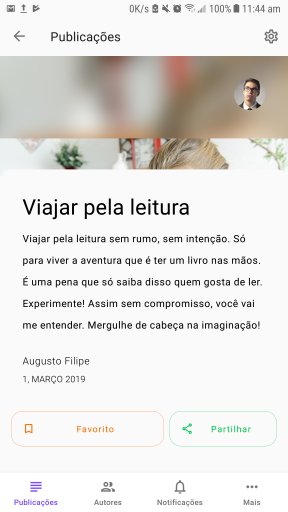 0K/s 100% 11:44 am
Publicações
Viajar pela leitura
Viajar pela leitura sem rumo, sem intenção. Só
para viver a aventura que é ter um livro nas mãos.
É uma pena que só saiba disso quem gosta de ler.
Experimente! Assim sem compromisso, você vai
me entender. Mergulhe de cabeça na imaginação!
Augusto Filipe
1, MARÇO 2019
Favorito Partilhar
Publicações Autores Notificações Mais